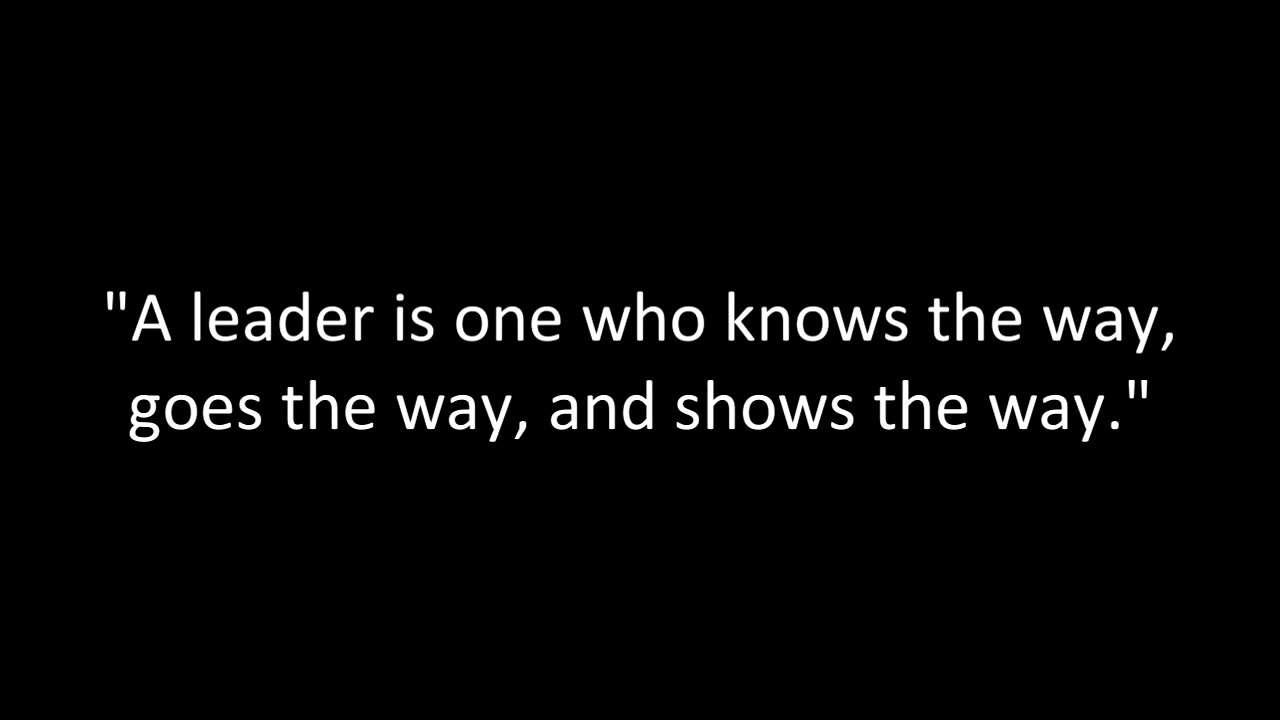 "A leader is one who knows the way,
goes the way, and shows the way."